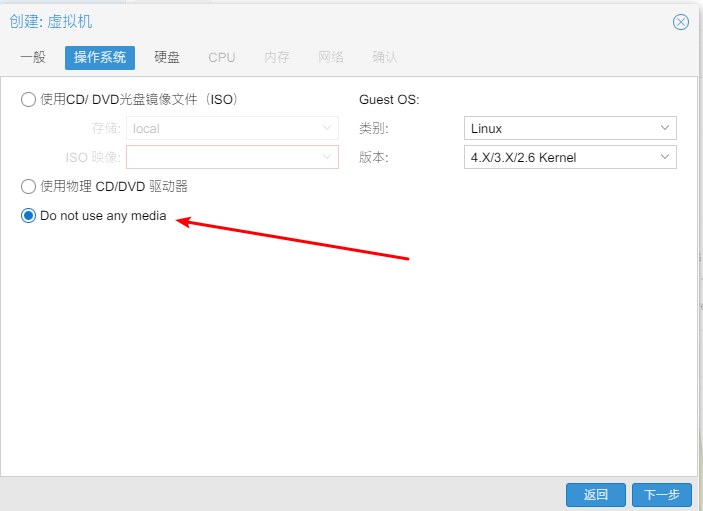 创建: 虚拟机
一般 操作系统 硬盘 CPU 内存 网络 确认
使用CD/ DVD光盘镜像文件（ISO） Guest OS:
存储: local 类别: Linux
ISO 映像: 版本: 4.X/3.X/2.6 Kernel
使用物理 CD/DVD 驱动器
Do not use any media
返回 下一步